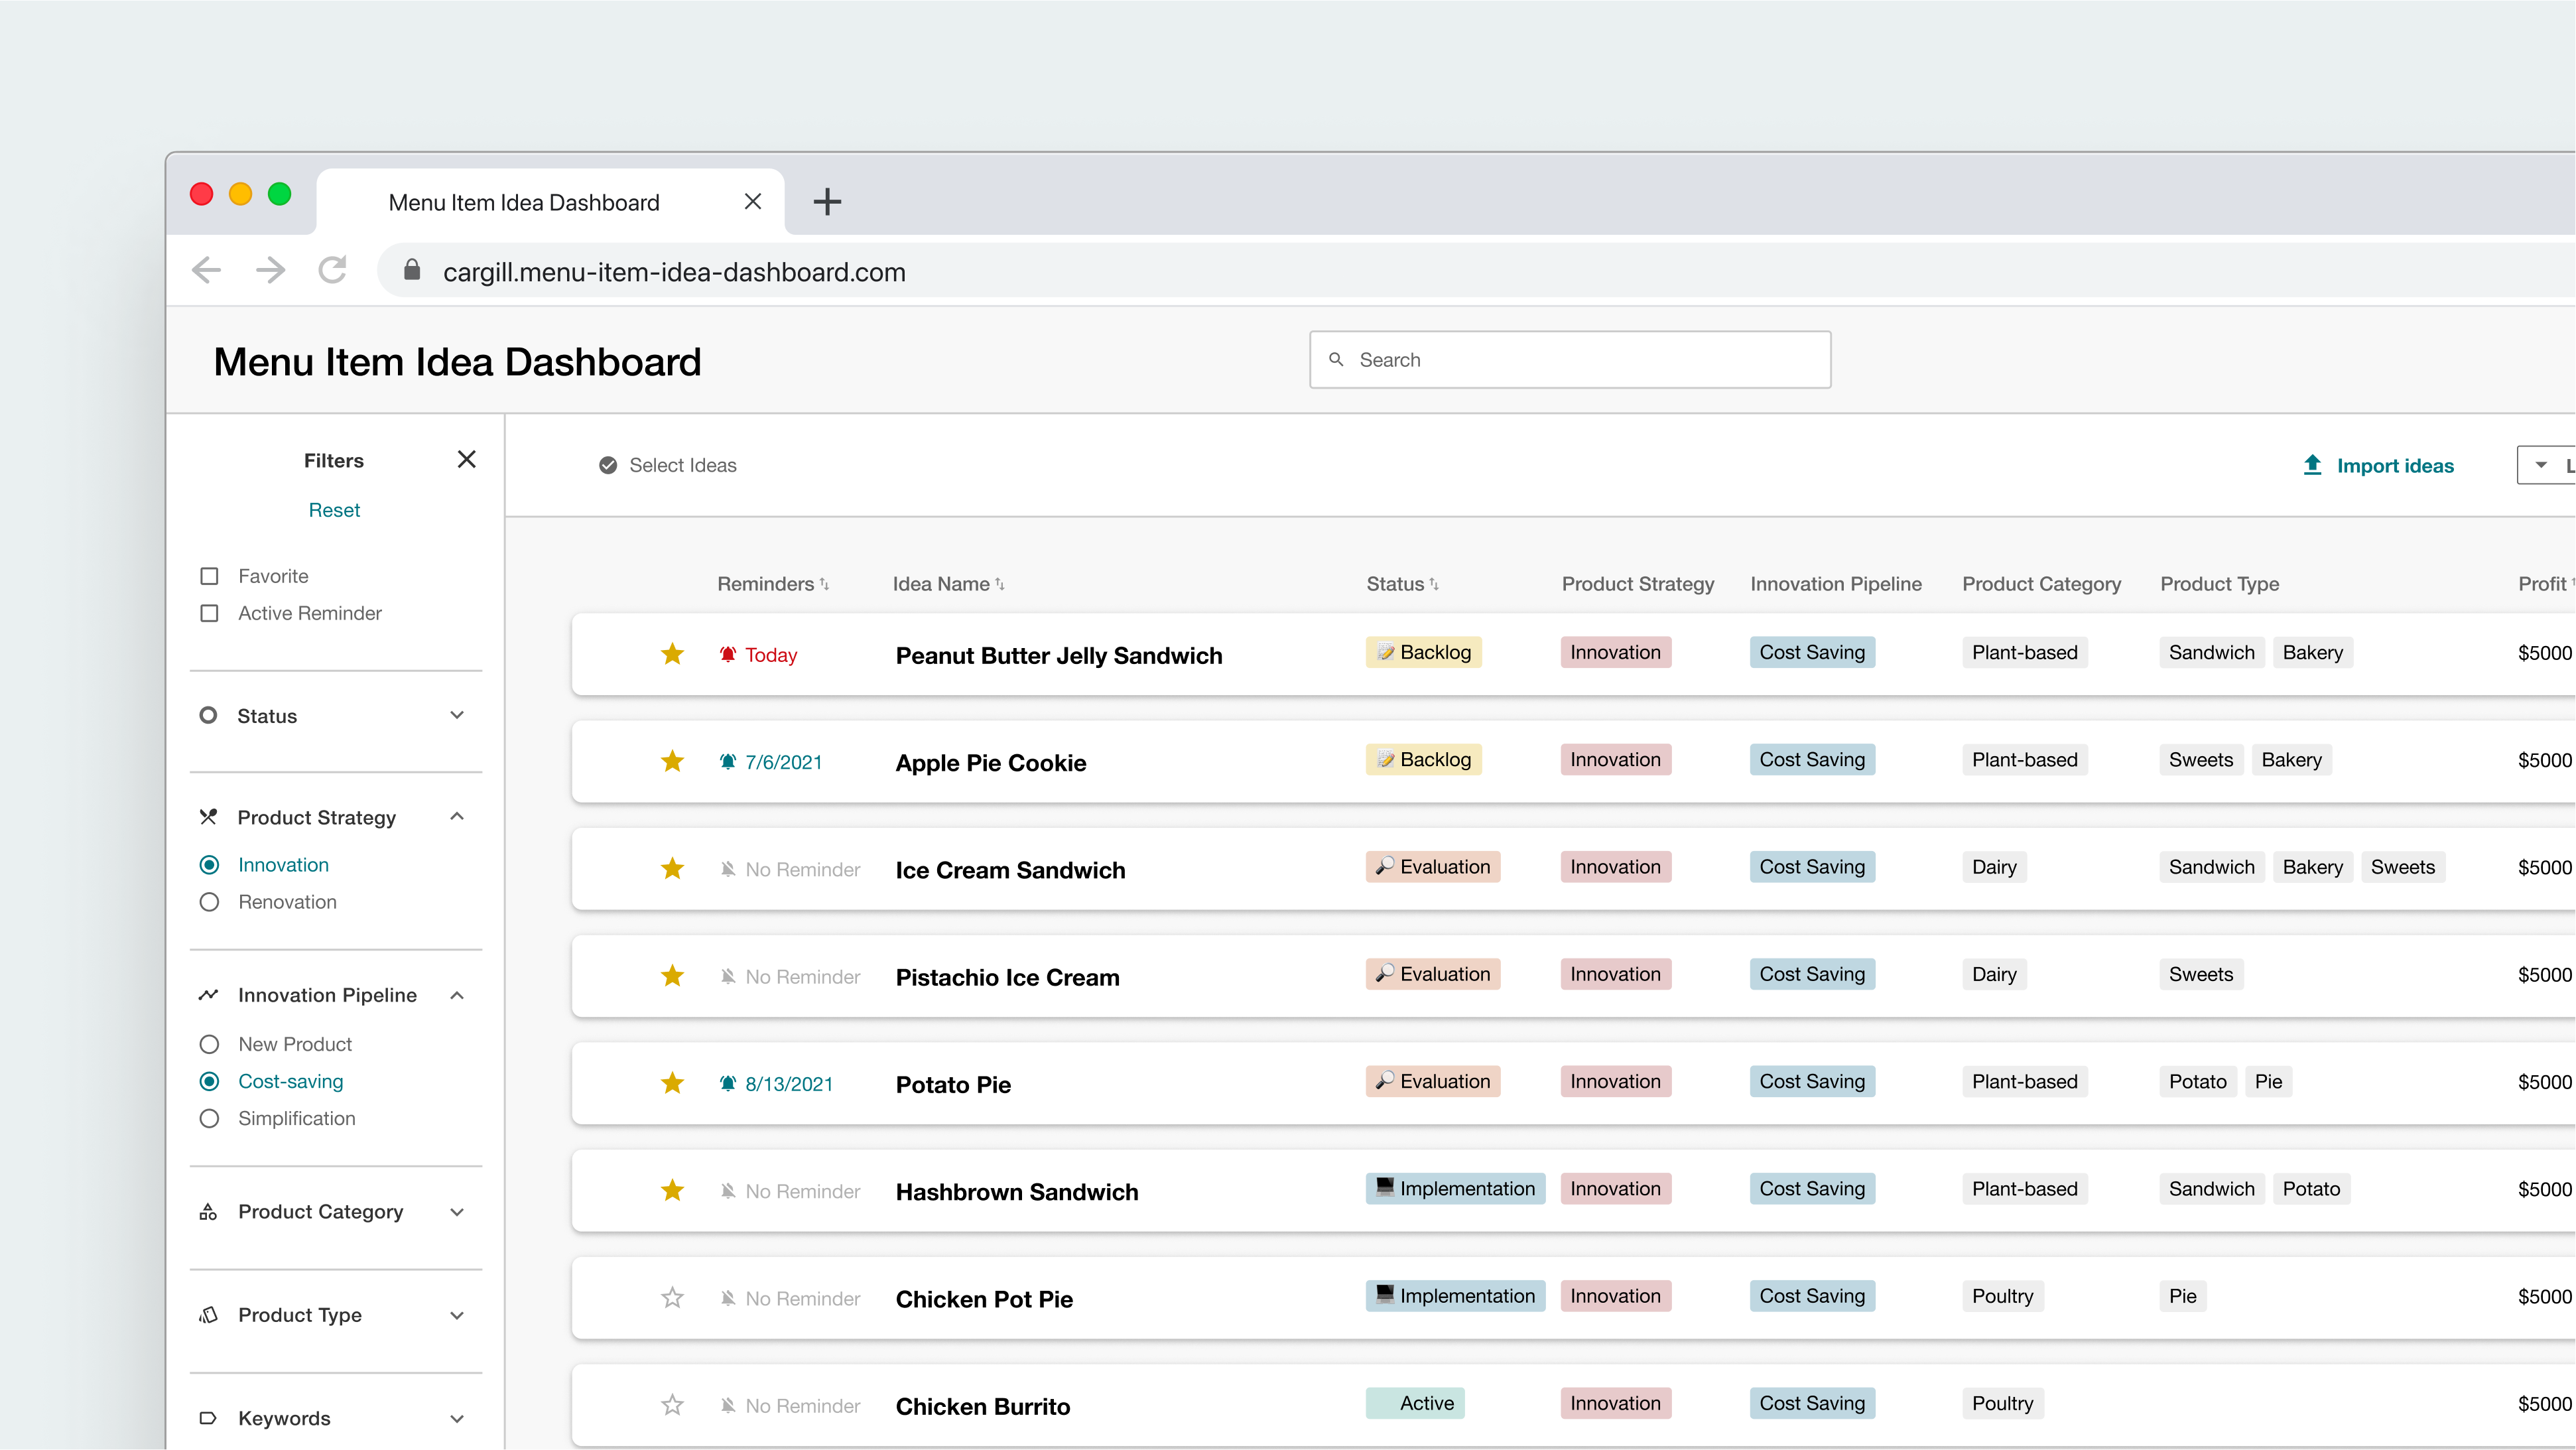 Menu Item Idea Dashboard
cargill.menu-item-idea-dashboard.com
Menu Item Idea Dashboard
Search
Filters
Reset
Favorite
Active Reminder
Status
Product Strategy
Innovation
Renovation
Innovation Pipeline
New Product
Cost-saving
Simplification
Product Category
Product Type
Keywords
Select Ideas
Import ideas
Reminders Idea Name Status Product Strategy Innovation Pipeline Product Category Product Type Profit
Today Peanut Butter Jelly Sandwich Backlog Innovation Cost Saving Plant-based Sandwich Bakery $5000
7/6/2021 Apple Pie Cookie Backlog Innovation Cost Saving Plant-based Sweets Bakery $5000
No Reminder Ice Cream Sandwich Evaluation Innovation Cost Saving Dairy Sandwich Bakery Sweets $5000
No Reminder Pistachio Ice Cream Evaluation Innovation Cost Saving Dairy Sweets $5000
8/13/2021 Potato Pie Evaluation Innovation Cost Saving Plant-based Potato Pie $5000
No Reminder Hashbrown Sandwich Implementation Innovation Cost Saving Plant-based Sandwich Potato $5000
No Reminder Chicken Pot Pie Implementation Innovation Cost Saving Poultry Pie $5000
No Reminder Chicken Burrito Active Innovation Cost Saving Poultry $5000